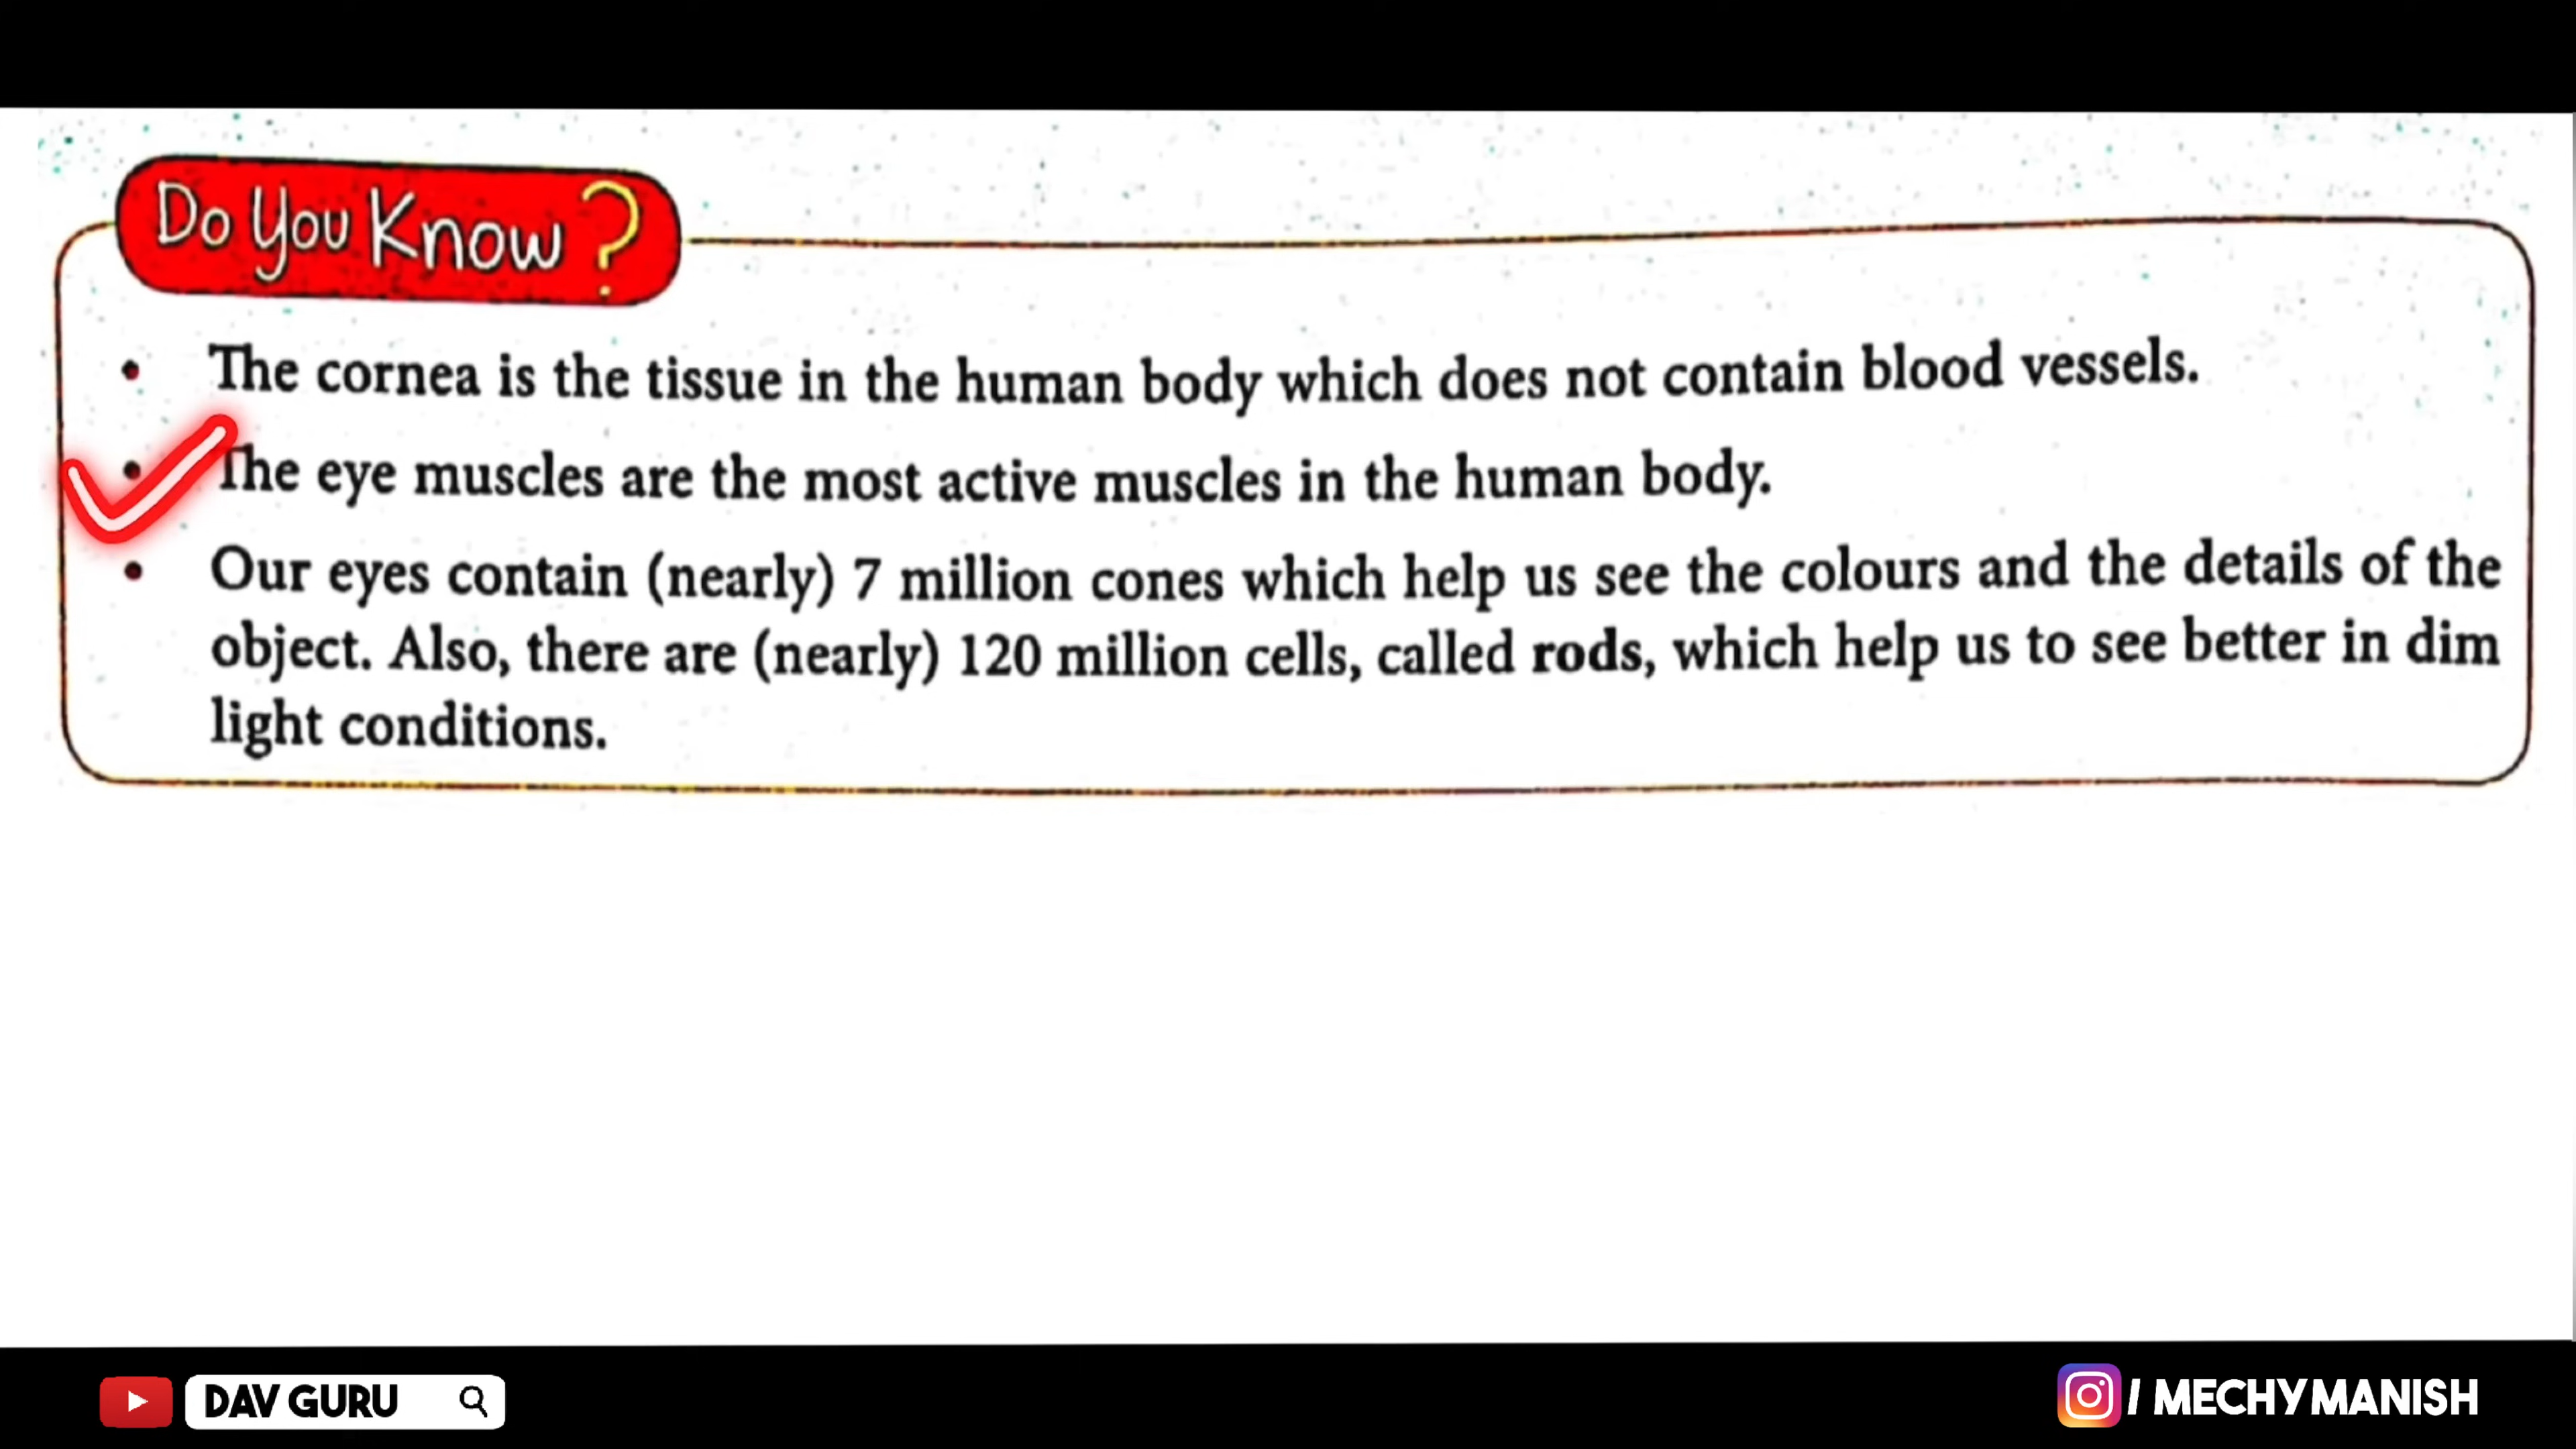 Do You Know ?
• The cornea is the tissue in the human body which does not contain blood vessels.
• The eye muscles are the most active muscles in the human body.
• Our eyes contain (nearly) 7 million cones which help us see the colours and the details of the
object. Also, there are (nearly) 120 million cells, called rods, which help us to see better in dim
light conditions.
DAV GURU
/ MECHYMANISH